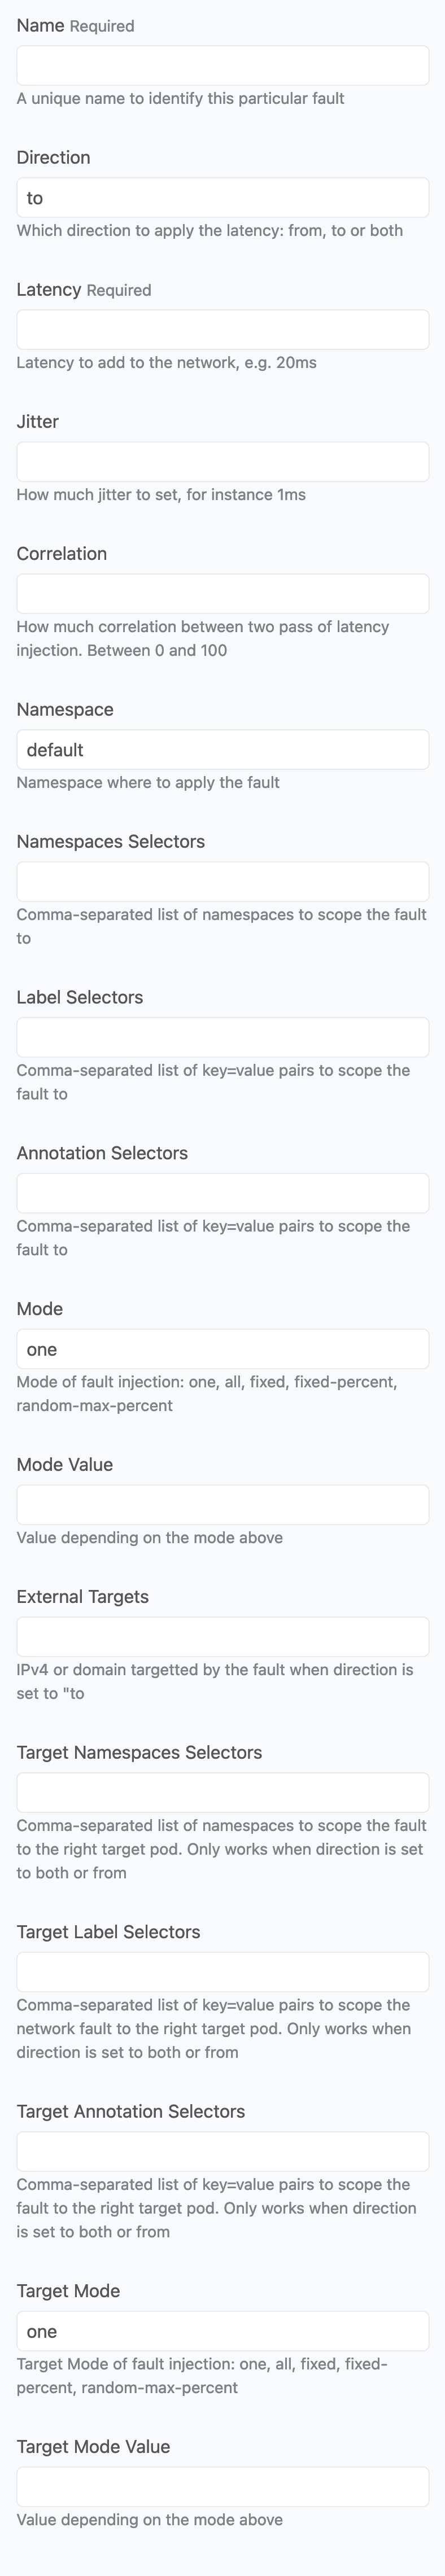 Name Required
A unique name to identify this particular fault
Direction
to
Which direction to apply the latency: from, to or both
Latency Required
Latency to add to the network, e.g. 20ms
Jitter
How much jitter to set, for instance 1ms
Correlation
How much correlation between two pass of latency
injection. Between 0 and 100
Namespace
default
Namespace where to apply the fault
Namespaces Selectors
Comma-separated list of namespaces to scope the fault
to
Label Selectors
Comma-separated list of key=value pairs to scope the
fault to
Annotation Selectors
Comma-separated list of key=value pairs to scope the
fault to
Mode
one
Mode of fault injection: one, all, fixed, fixed-percent,
random-max-percent
Mode Value
Value depending on the mode above
External Targets
IPv4 or domain targetted by the fault when direction is
set to "to
Target Namespaces Selectors
Comma-separated list of namespaces to scope the fault
to the right target pod. Only works when direction is set
to both or from
Target Label Selectors
Comma-separated list of key=value pairs to scope the
network fault to the right target pod. Only works when
direction is set to both or from
Target Annotation Selectors
Comma-separated list of key=value pairs to scope the
fault to the right target pod. Only works when direction
is set to both or from
Target Mode
one
Target Mode of fault injection: one, all, fixed, fixed-
percent, random-max-percent
Target Mode Value
Value depending on the mode above